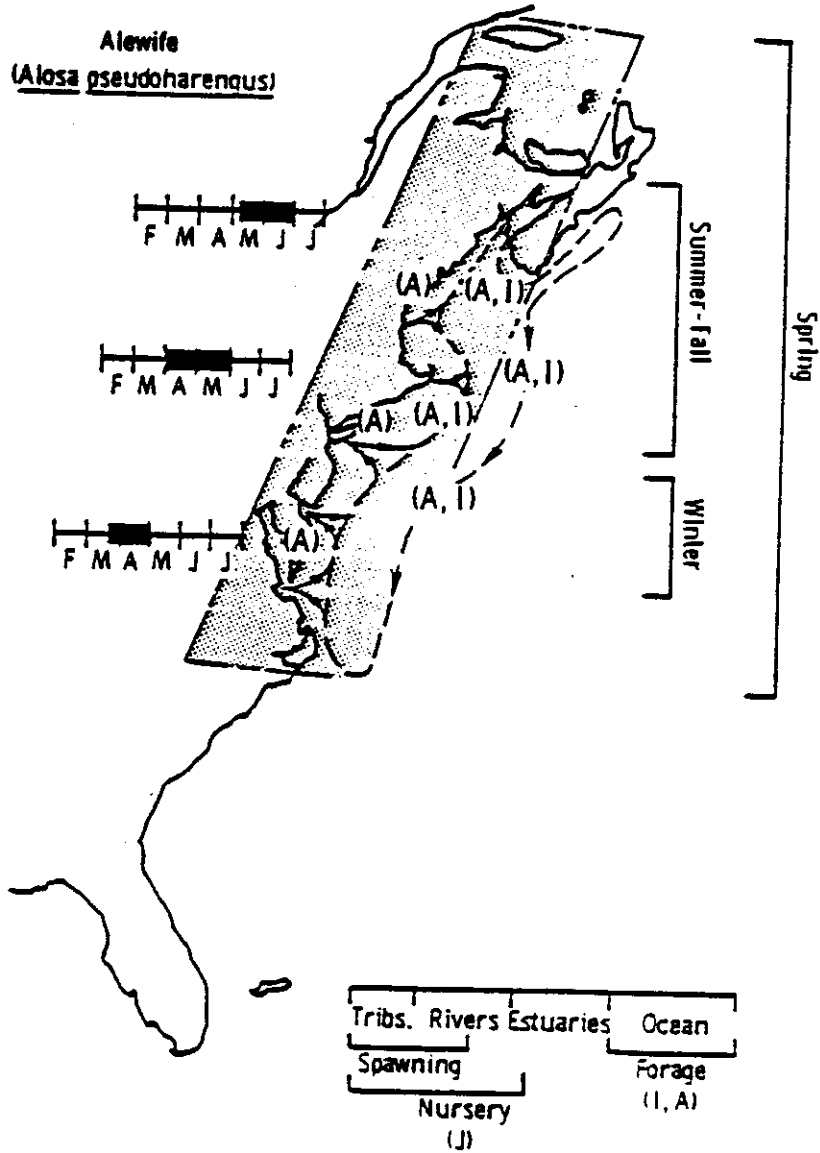 Alewife
(Alosa pseudoharengus)
F M A M J J
(A) (A, I)
Summer-Fall
Spring
F M A M J J
(A, I)
(A) (A, I)
(A, I)
Winter
F M A M J J
(A)
Tribs. Rivers Estuaries Ocean
Spawning
Forage
(I, A)
Nursery
(J)